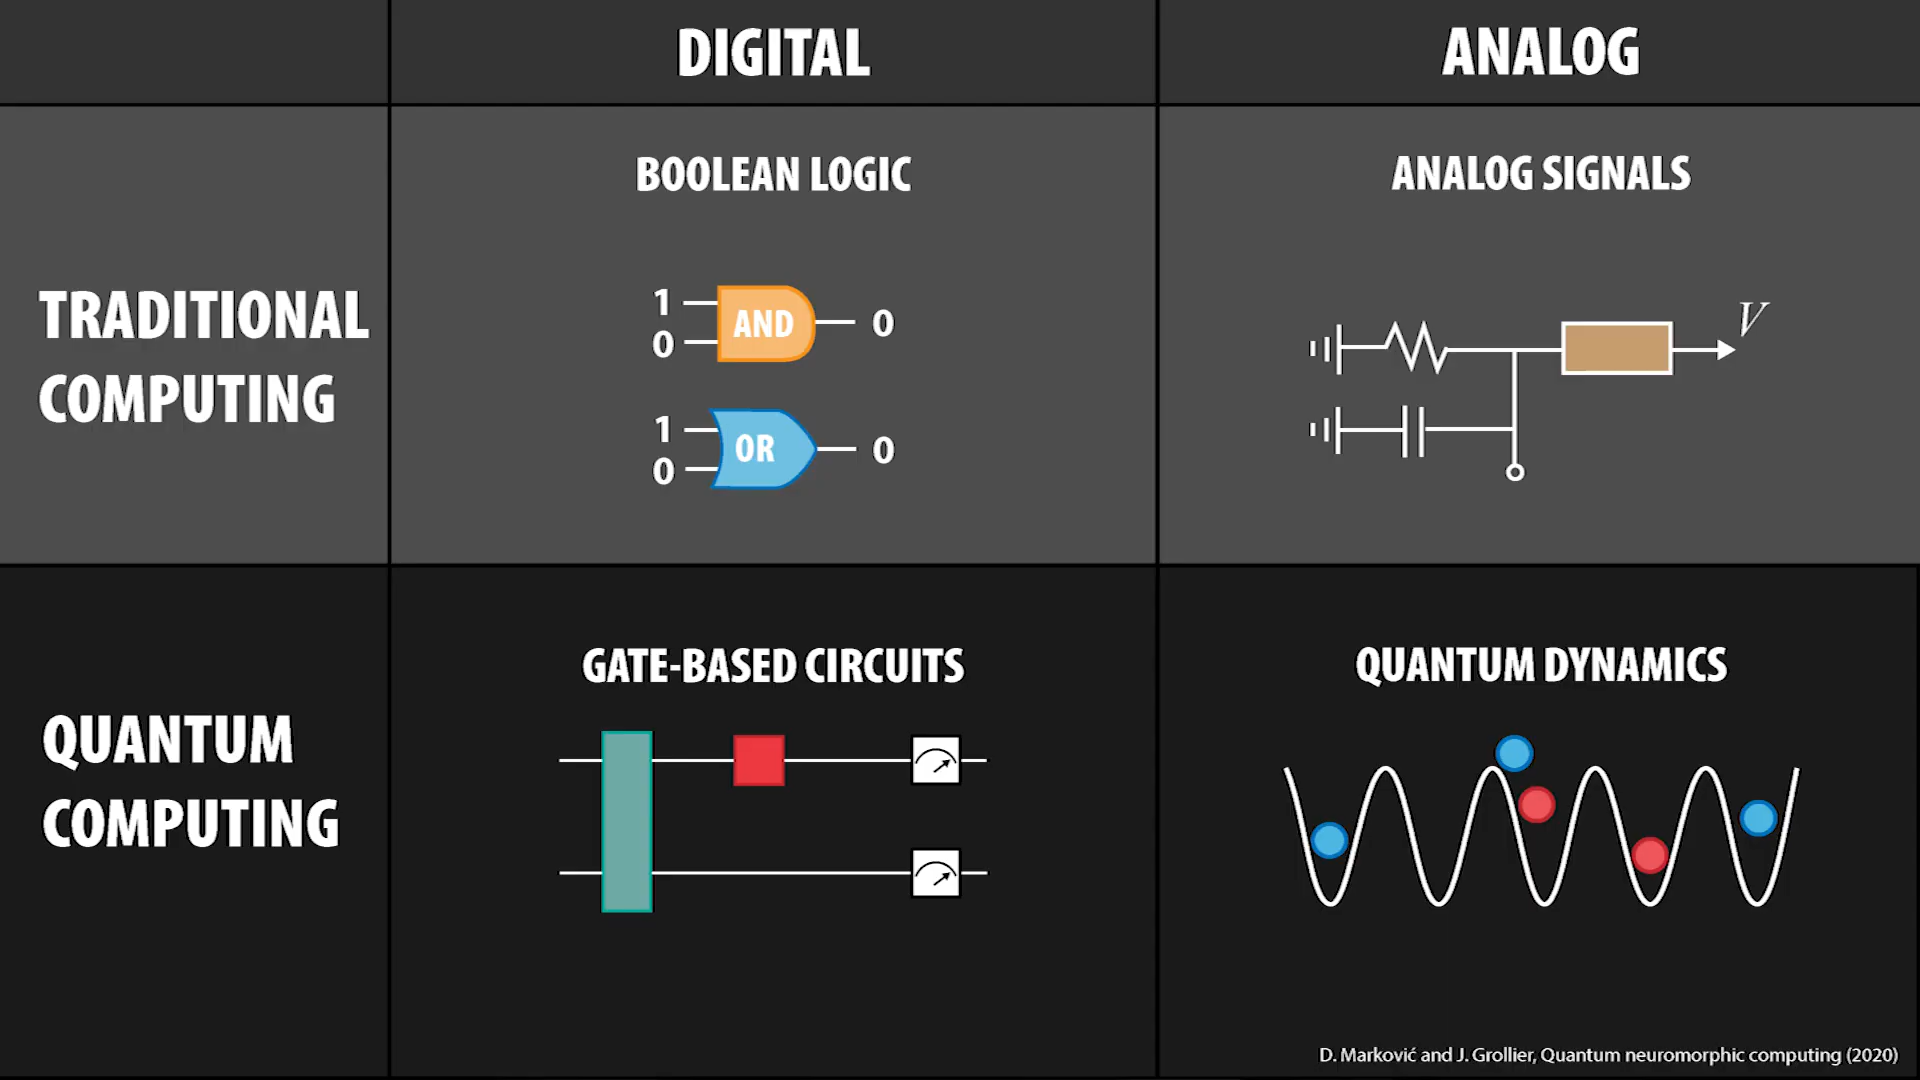 DIGITAL
ANALOG
BOOLEAN LOGIC
ANALOG SIGNALS
TRADITIONAL
COMPUTING
1
0
AND
0
1
0
OR
0
V
GATE-BASED CIRCUITS
QUANTUM DYNAMICS
QUANTUM
COMPUTING
D. Marković and J. Grollier, Quantum neuromorphic computing (2020)